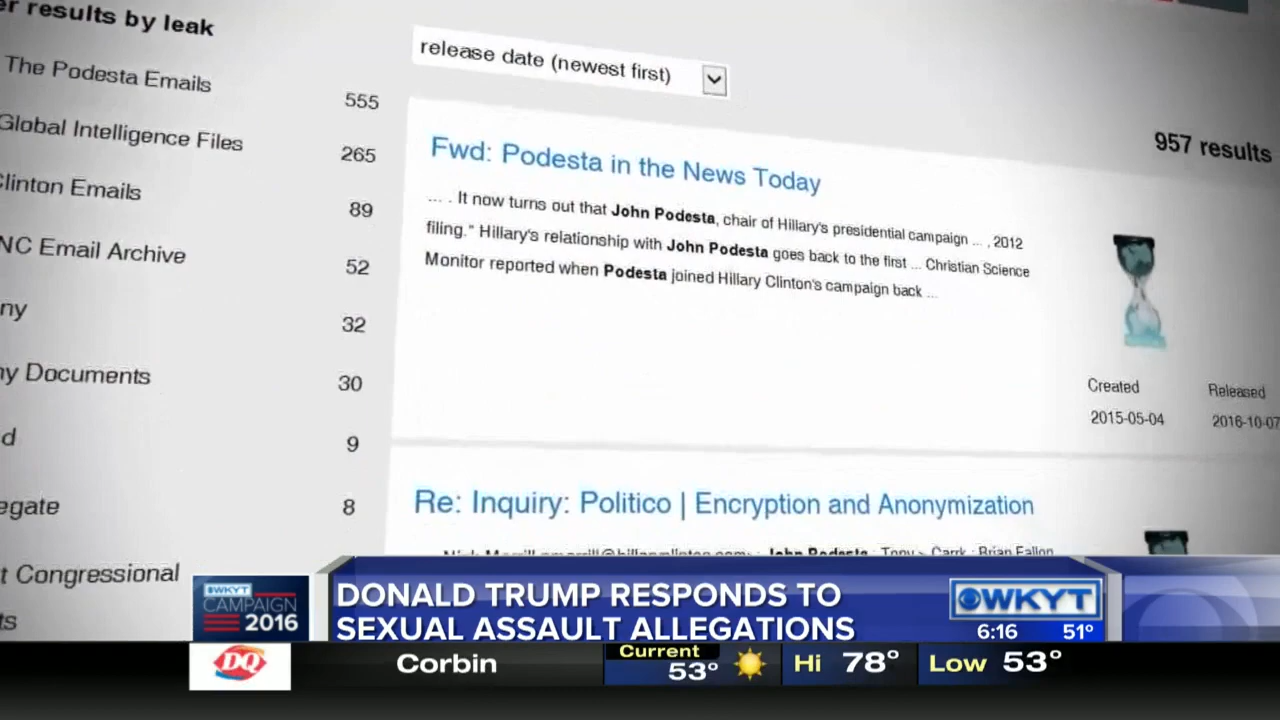 er results by leak
release date (newest first)
The Podesta Emails 555
Global Intelligence Files 265
Clinton Emails 89
NC Email Archive 52
ny 32
ny Documents 30
d 9
egate 8
t Congressional
ts
957 results
Fwd: Podesta in the News Today
... . It now turns out that John Podesta, chair of Hillary's presidential campaign ... , 2012
filing." Hillary's relationship with John Podesta goes back to the first ... Christian Science
Monitor reported when Podesta joined Hillary Clinton's campaign back ...
Created Released
2015-05-04 2016-10-07
Re: Inquiry: Politico | Encryption and Anonymization
John Podesta
Brian Fallon
WKYT
CAMPAIGN
2016
DONALD TRUMP RESPONDS TO
SEXUAL ASSAULT ALLEGATIONS
WKYT
6:16 51°
DQ
Corbin
Current
53°
Hi 78°
Low 53°